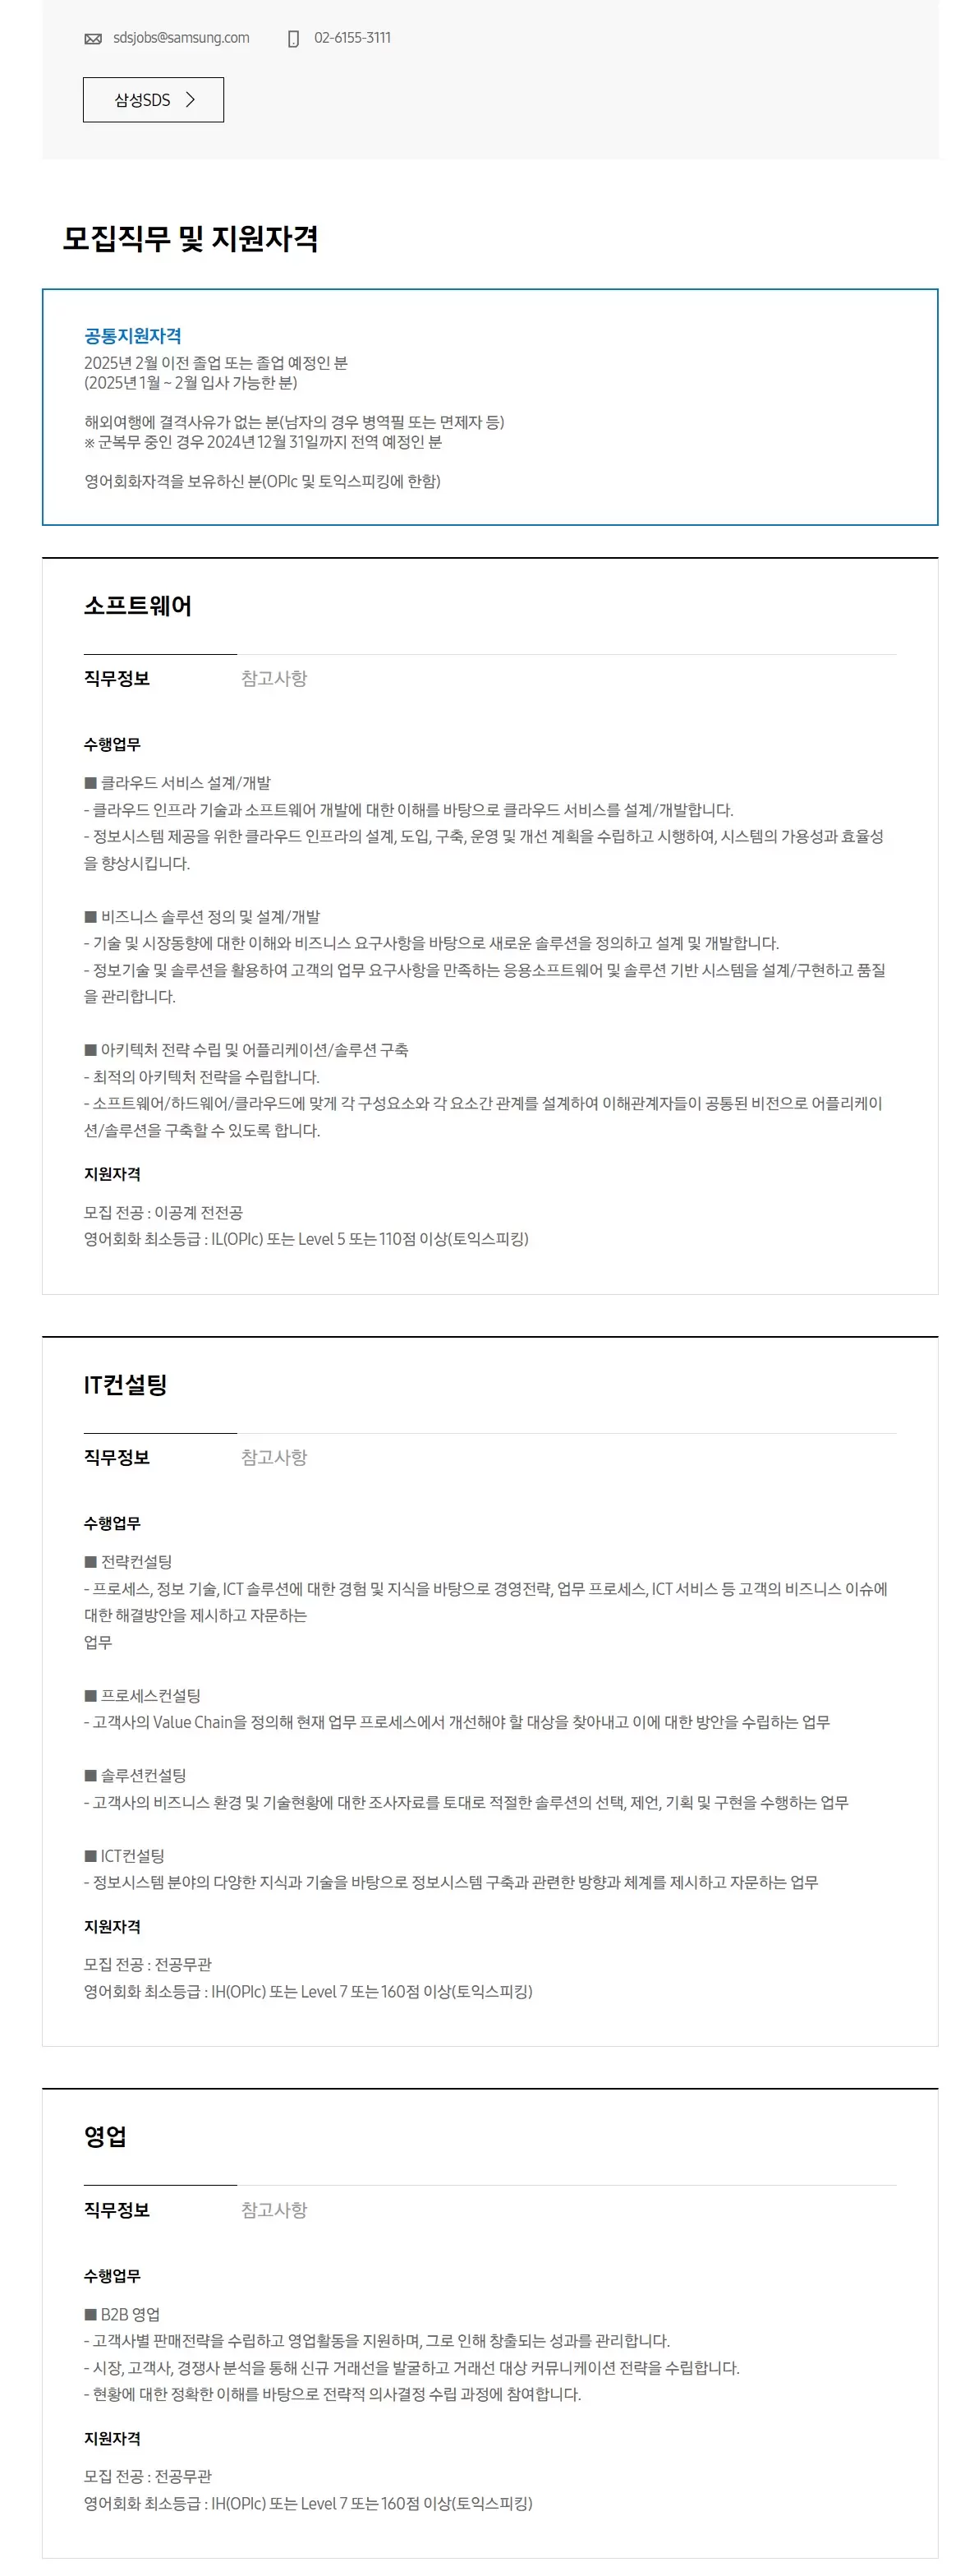 sdsjobs@samsung.com 02-6155-3111
삼성SDS
모집직무 및 지원자격
공통지원자격
2025년 2월 이전 졸업 또는 졸업 예정인 분
(2025년 1월 ~ 2월 입사 가능한 분)
해외여행에 결격사유가 없는 분(남자의 경우 병역필 또는 면제자 등)
※ 군복무 중인 경우 2024년 12월 31일까지 전역 예정인 분
영어회화자격을 보유하신 분(OPIc 및 토익스피킹에 한함)
소프트웨어
직무정보 참고사항
수행업무
■ 클라우드 서비스 설계/개발
- 클라우드 인프라 기술과 소프트웨어 개발에 대한 이해를 바탕으로 클라우드 서비스를 설계/개발합니다.
- 정보시스템 제공을 위한 클라우드 인프라의 설계, 도입, 구축, 운영 및 개선 계획을 수립하고 시행하여, 시스템의 가용성과 효율성
을 향상시킵니다.
■ 비즈니스 솔루션 정의 및 설계/개발
- 기술 및 시장동향에 대한 이해와 비즈니스 요구사항을 바탕으로 새로운 솔루션을 정의하고 설계 및 개발합니다.
- 정보기술 및 솔루션을 활용하여 고객의 업무 요구사항을 만족하는 응용소프트웨어 및 솔루션 기반 시스템을 설계/구현하고 품질
을 관리합니다.
■ 아키텍처 전략 수립 및 어플리케이션/솔루션 구축
- 최적의 아키텍처 전략을 수립합니다.
- 소프트웨어/하드웨어/클라우드에 맞게 각 구성요소와 각 요소간 관계를 설계하여 이해관계자들이 공통된 비전으로 어플리케이
션/솔루션을 구축할 수 있도록 합니다.
지원자격
모집 전공 : 이공계 전전공
영어회화 최소등급 : IL(OPIc) 또는 Level 5 또는 110점 이상(토익스피킹)
IT컨설팅
직무정보 참고사항
수행업무
■ 전략컨설팅
- 프로세스, 정보 기술, ICT 솔루션에 대한 경험 및 지식을 바탕으로 경영전략, 업무 프로세스, ICT 서비스 등 고객의 비즈니스 이슈에
대한 해결방안을 제시하고 자문하는
업무
■ 프로세스컨설팅
- 고객사의 Value Chain을 정의해 현재 업무 프로세스에서 개선해야 할 대상을 찾아내고 이에 대한 방안을 수립하는 업무
■ 솔루션컨설팅
- 고객사의 비즈니스 환경 및 기술현황에 대한 조사자료를 토대로 적절한 솔루션의 선택, 제언, 기획 및 구현을 수행하는 업무
■ ICT컨설팅
- 정보시스템 분야의 다양한 지식과 기술을 바탕으로 정보시스템 구축과 관련한 방향과 체계를 제시하고 자문하는 업무
지원자격
모집 전공 : 전공무관
영어회화 최소등급 : IH(OPIc) 또는 Level 7 또는 160점 이상(토익스피킹)
영업
직무정보 참고사항
수행업무
■ B2B 영업
- 고객사별 판매전략을 수립하고 영업활동을 지원하며, 그로 인해 창출되는 성과를 관리합니다.
- 시장, 고객사, 경쟁사 분석을 통해 신규 거래선을 발굴하고 거래선 대상 커뮤니케이션 전략을 수립합니다.
- 현황에 대한 정확한 이해를 바탕으로 전략적 의사결정 수립 과정에 참여합니다.
지원자격
모집 전공 : 전공무관
영어회화 최소등급 : IH(OPIc) 또는 Level 7 또는 160점 이상(토익스피킹)